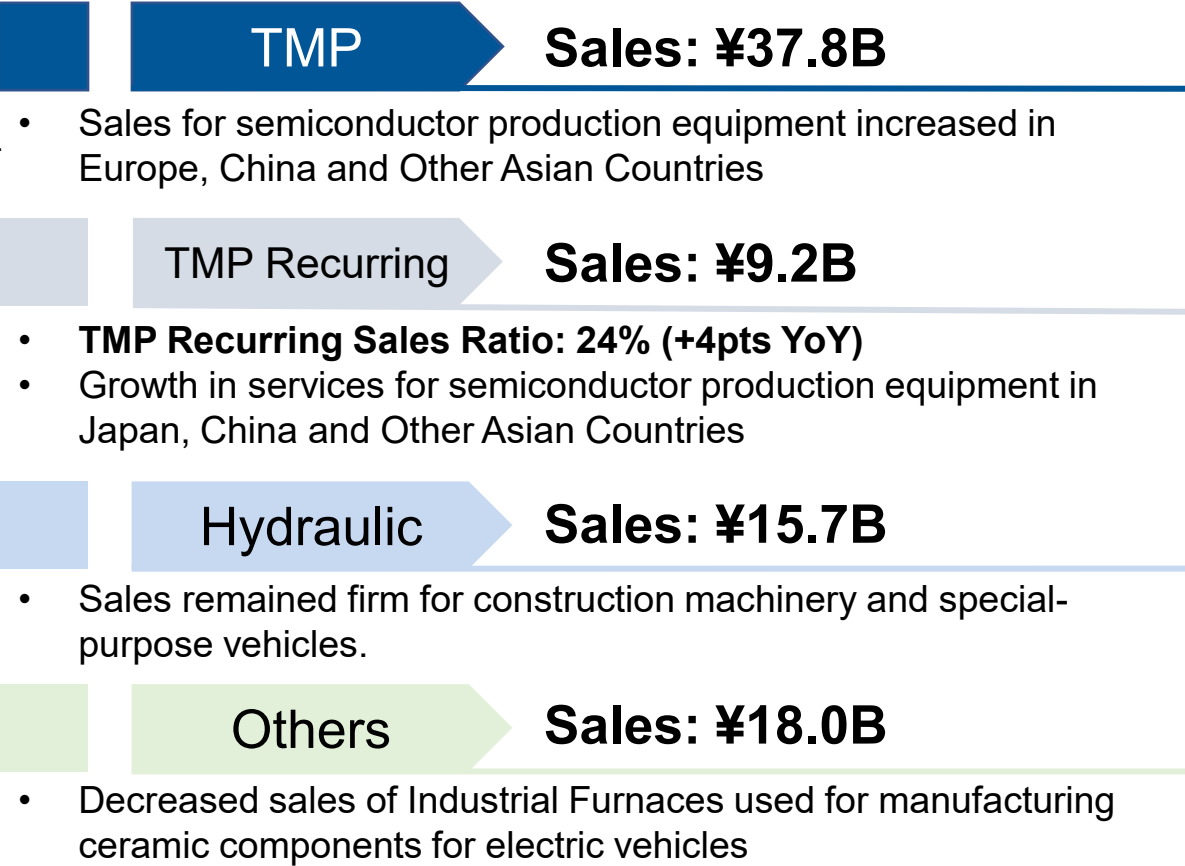 TMP
Sales: ¥37.8B
• Sales for semiconductor production equipment increased in
Europe, China and Other Asian Countries
TMP Recurring
Sales: ¥9.2B
• TMP Recurring Sales Ratio: 24% (+4pts YoY)
• Growth in services for semiconductor production equipment in
Japan, China and Other Asian Countries
Hydraulic
Sales: ¥15.7B
• Sales remained firm for construction machinery and special-
purpose vehicles.
Others
Sales: ¥18.0B
• Decreased sales of Industrial Furnaces used for manufacturing
ceramic components for electric vehicles